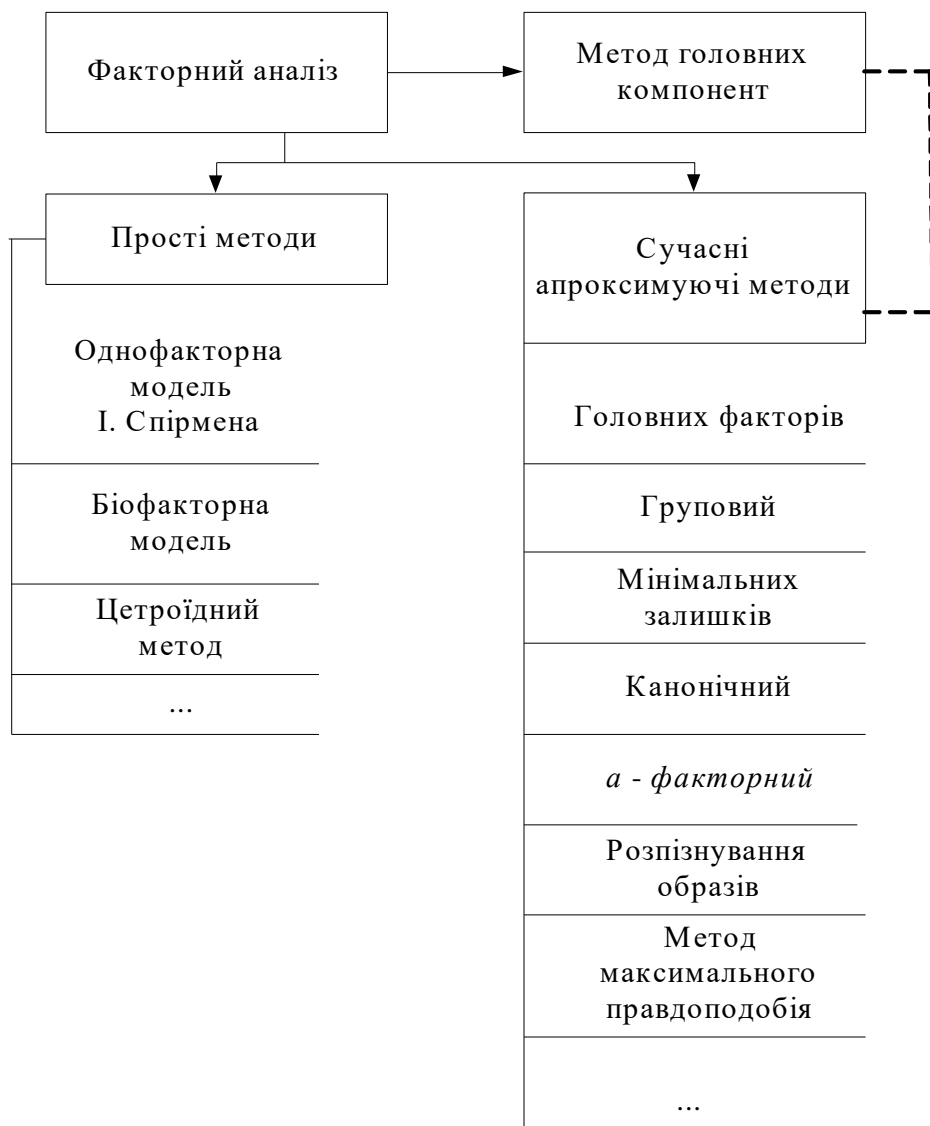 Факторний аналіз
Метод головних
компонент
Прості методи
Сучасні
апроксимуючі методи
Однофакторна
модель
І. Спірмена
Біофакторна
модель
Цетроїдний
метод
...
Головних факторів
Груповий
Мінімальних
залишків
Канонічний
а - факторний
Розпізнування
образів
Метод
максимального
правдоподобія
...